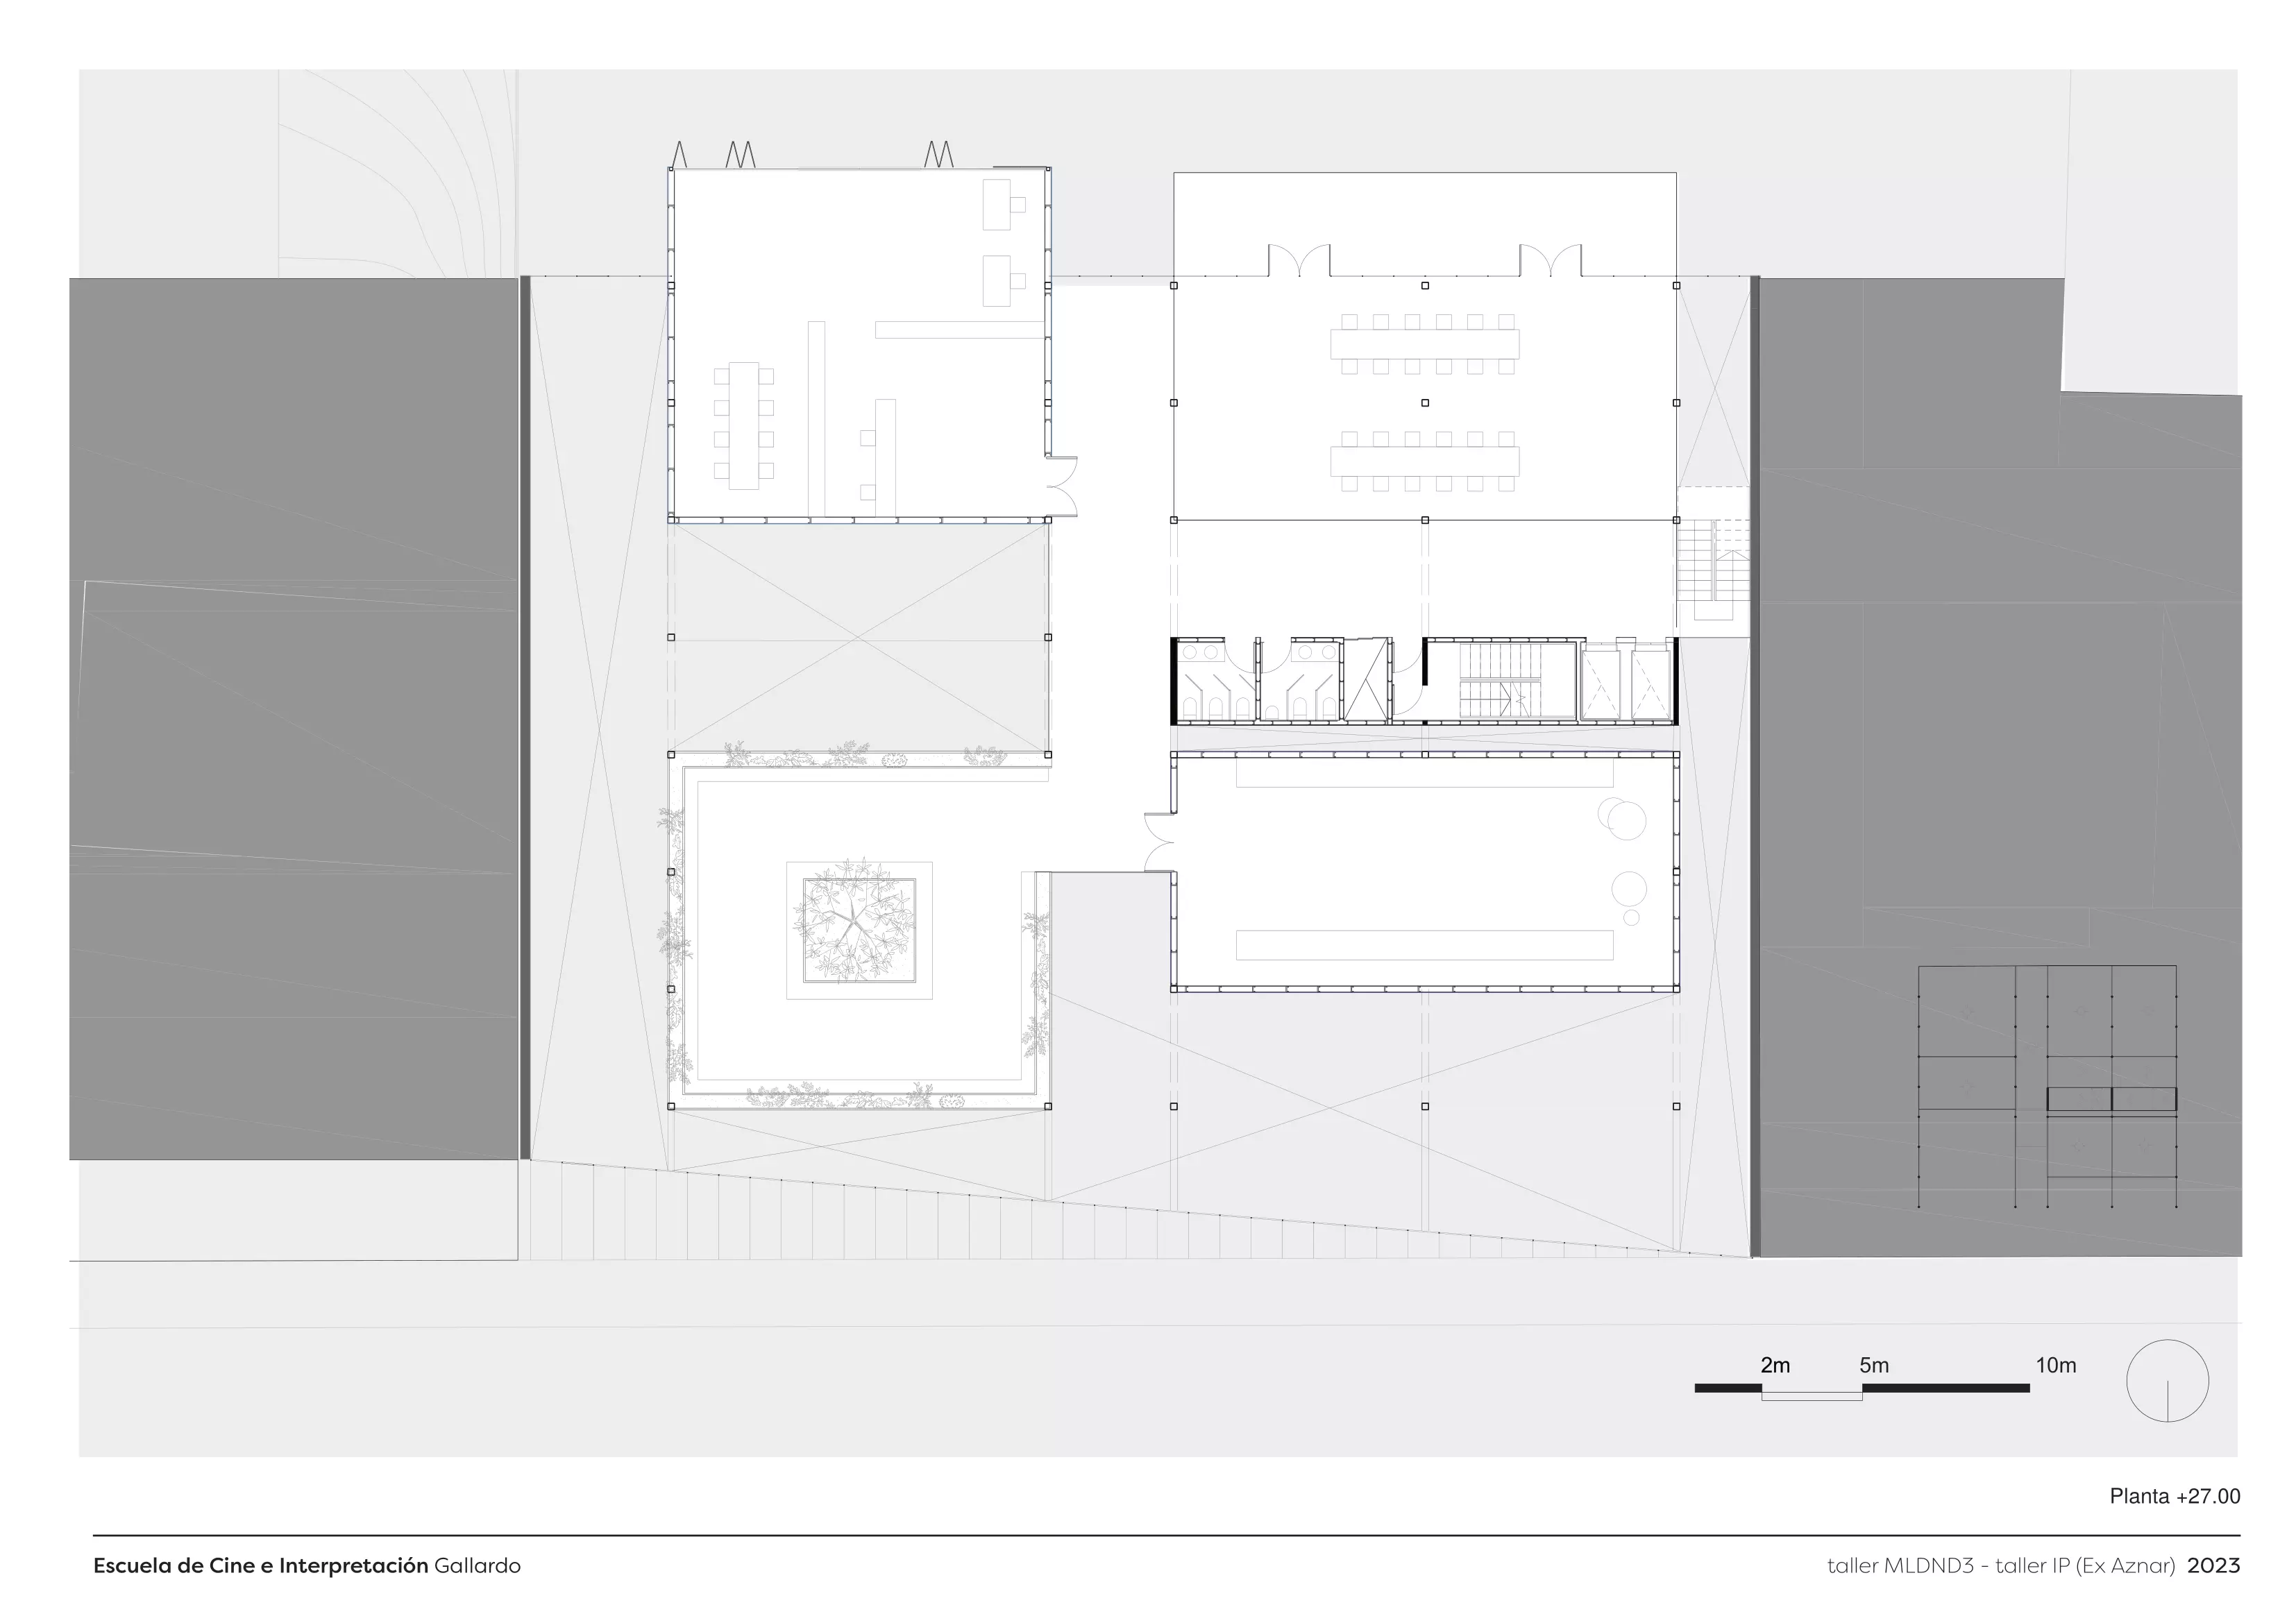 2m 5m 10m
Planta +27.00
Escuela de Cine e Interpretación Gallardo
taller MLDND3 - taller IP (Ex Aznar) 2023